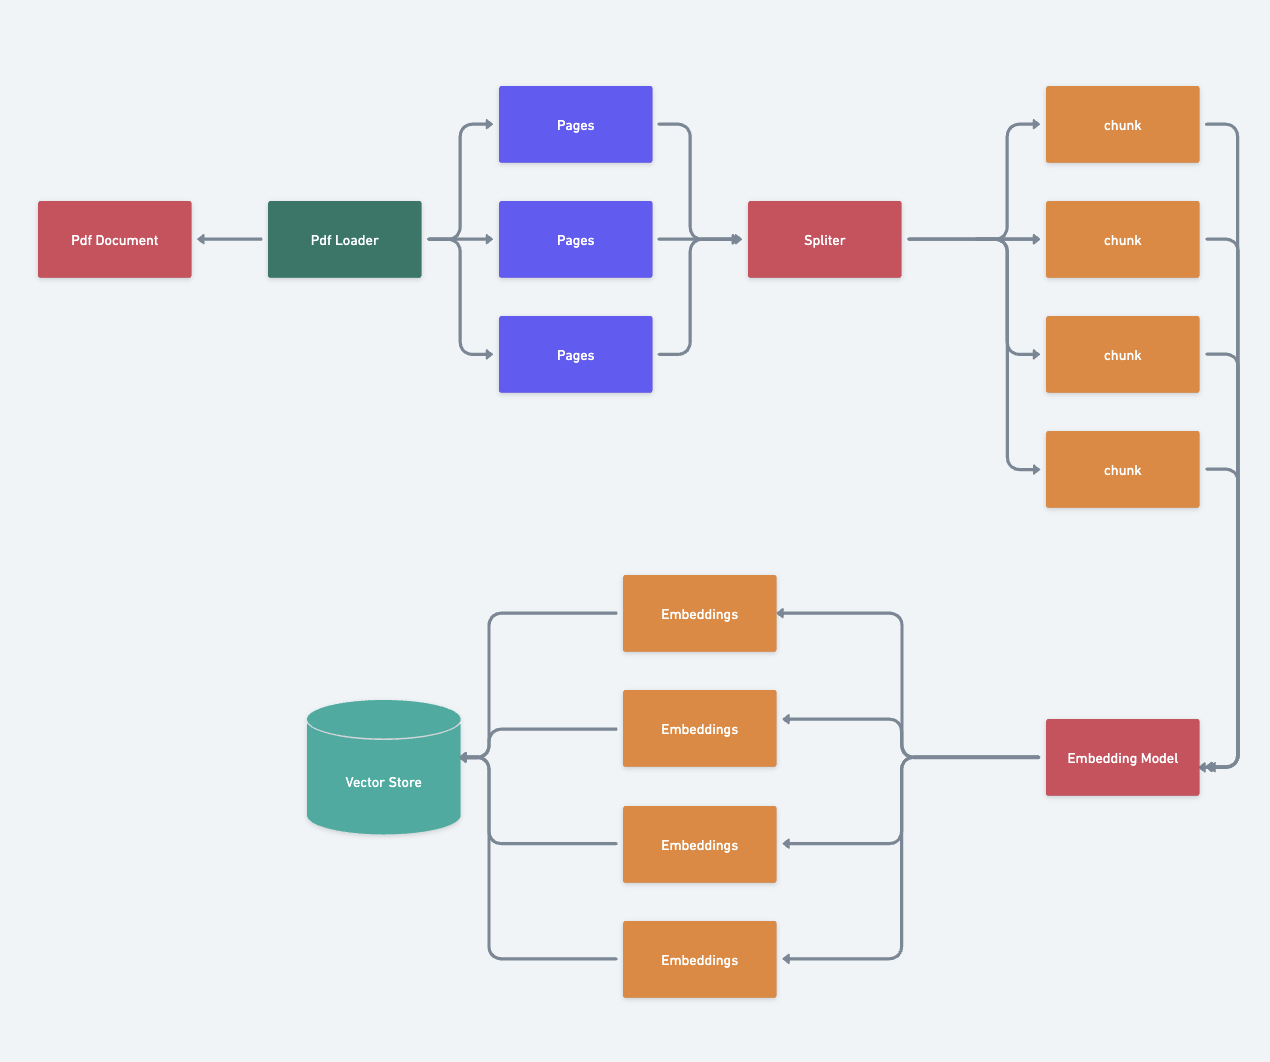 Pdf Document
Pdf Loader
Pages
Pages
Pages
Spliter
chunk
chunk
chunk
chunk
Embedding Model
Embeddings
Embeddings
Embeddings
Embeddings
Vector Store